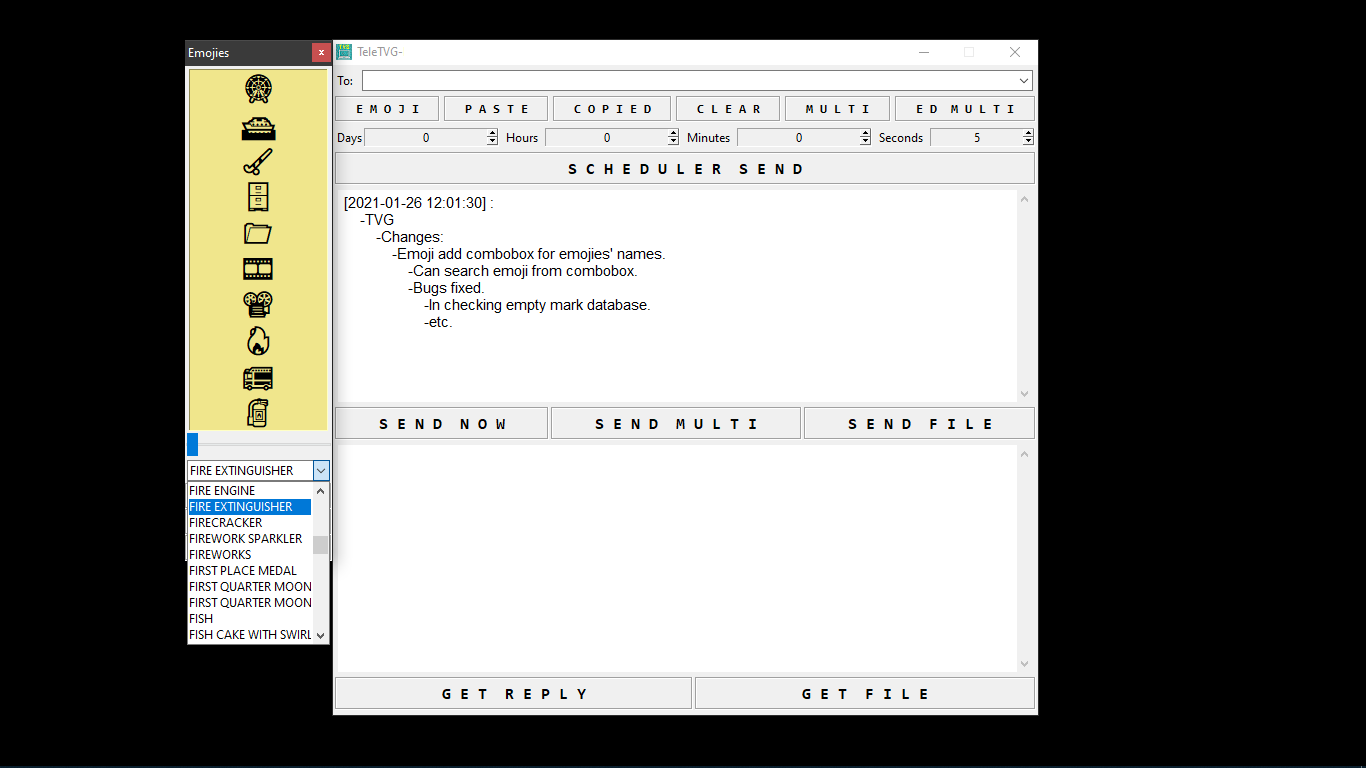 Emojies
FIRE EXTINGUISHER
FIRE ENGINE
FIRE EXTINGUISHER
FIRECRACKER
FIREWORK SPARKLER
FIREWORKS
FIRST PLACE MEDAL
FIRST QUARTER MOON
FIRST QUARTER MOON
FISH
FISH CAKE WITH SWIRL
TeleTVG-
To:
EMOJI PASTE COPIED CLEAR MULTI ED MULTI
Days 0 Hours 0 Minutes 0 Seconds 5
SCHEDULER SEND
[2021-01-26 12:01:30] :
-TVG
-Changes:
-Emoji add combobox for emojies' names.
-Can search emoji from combobox.
-Bugs fixed.
-In checking empty mark database.
-etc.
SEND NOW SEND MULTI SEND FILE
GET REPLY GET FILE